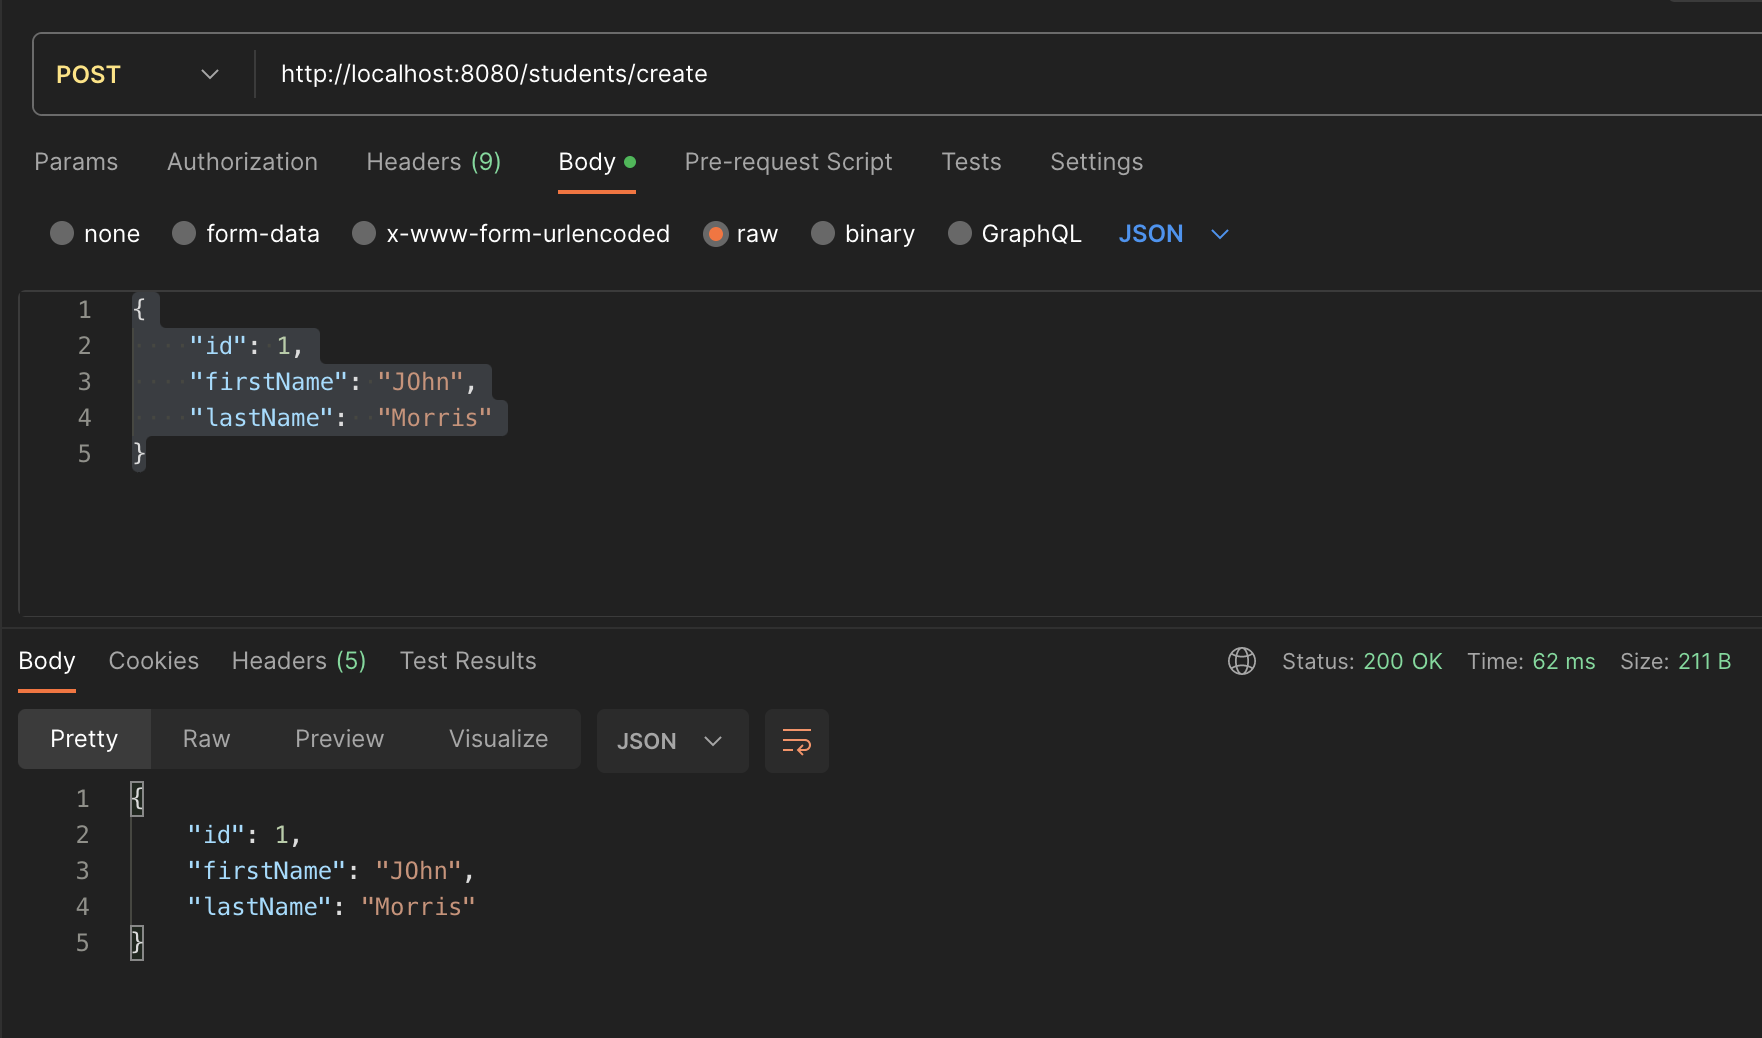 POST http://localhost:8080/students/create
Params Authorization Headers (9) Body Pre-request Script Tests Settings
none form-data x-www-form-urlencoded raw binary GraphQL JSON
1 {
2 "id": 1,
3 "firstName": "JOhn",
4 "lastName": "Morris"
5 }
Body Cookies Headers (5) Test Results Status: 200 OK Time: 62 ms Size: 211 B
Pretty Raw Preview Visualize JSON
1 {
2 "id": 1,
3 "firstName": "JOhn",
4 "lastName": "Morris"
5 }